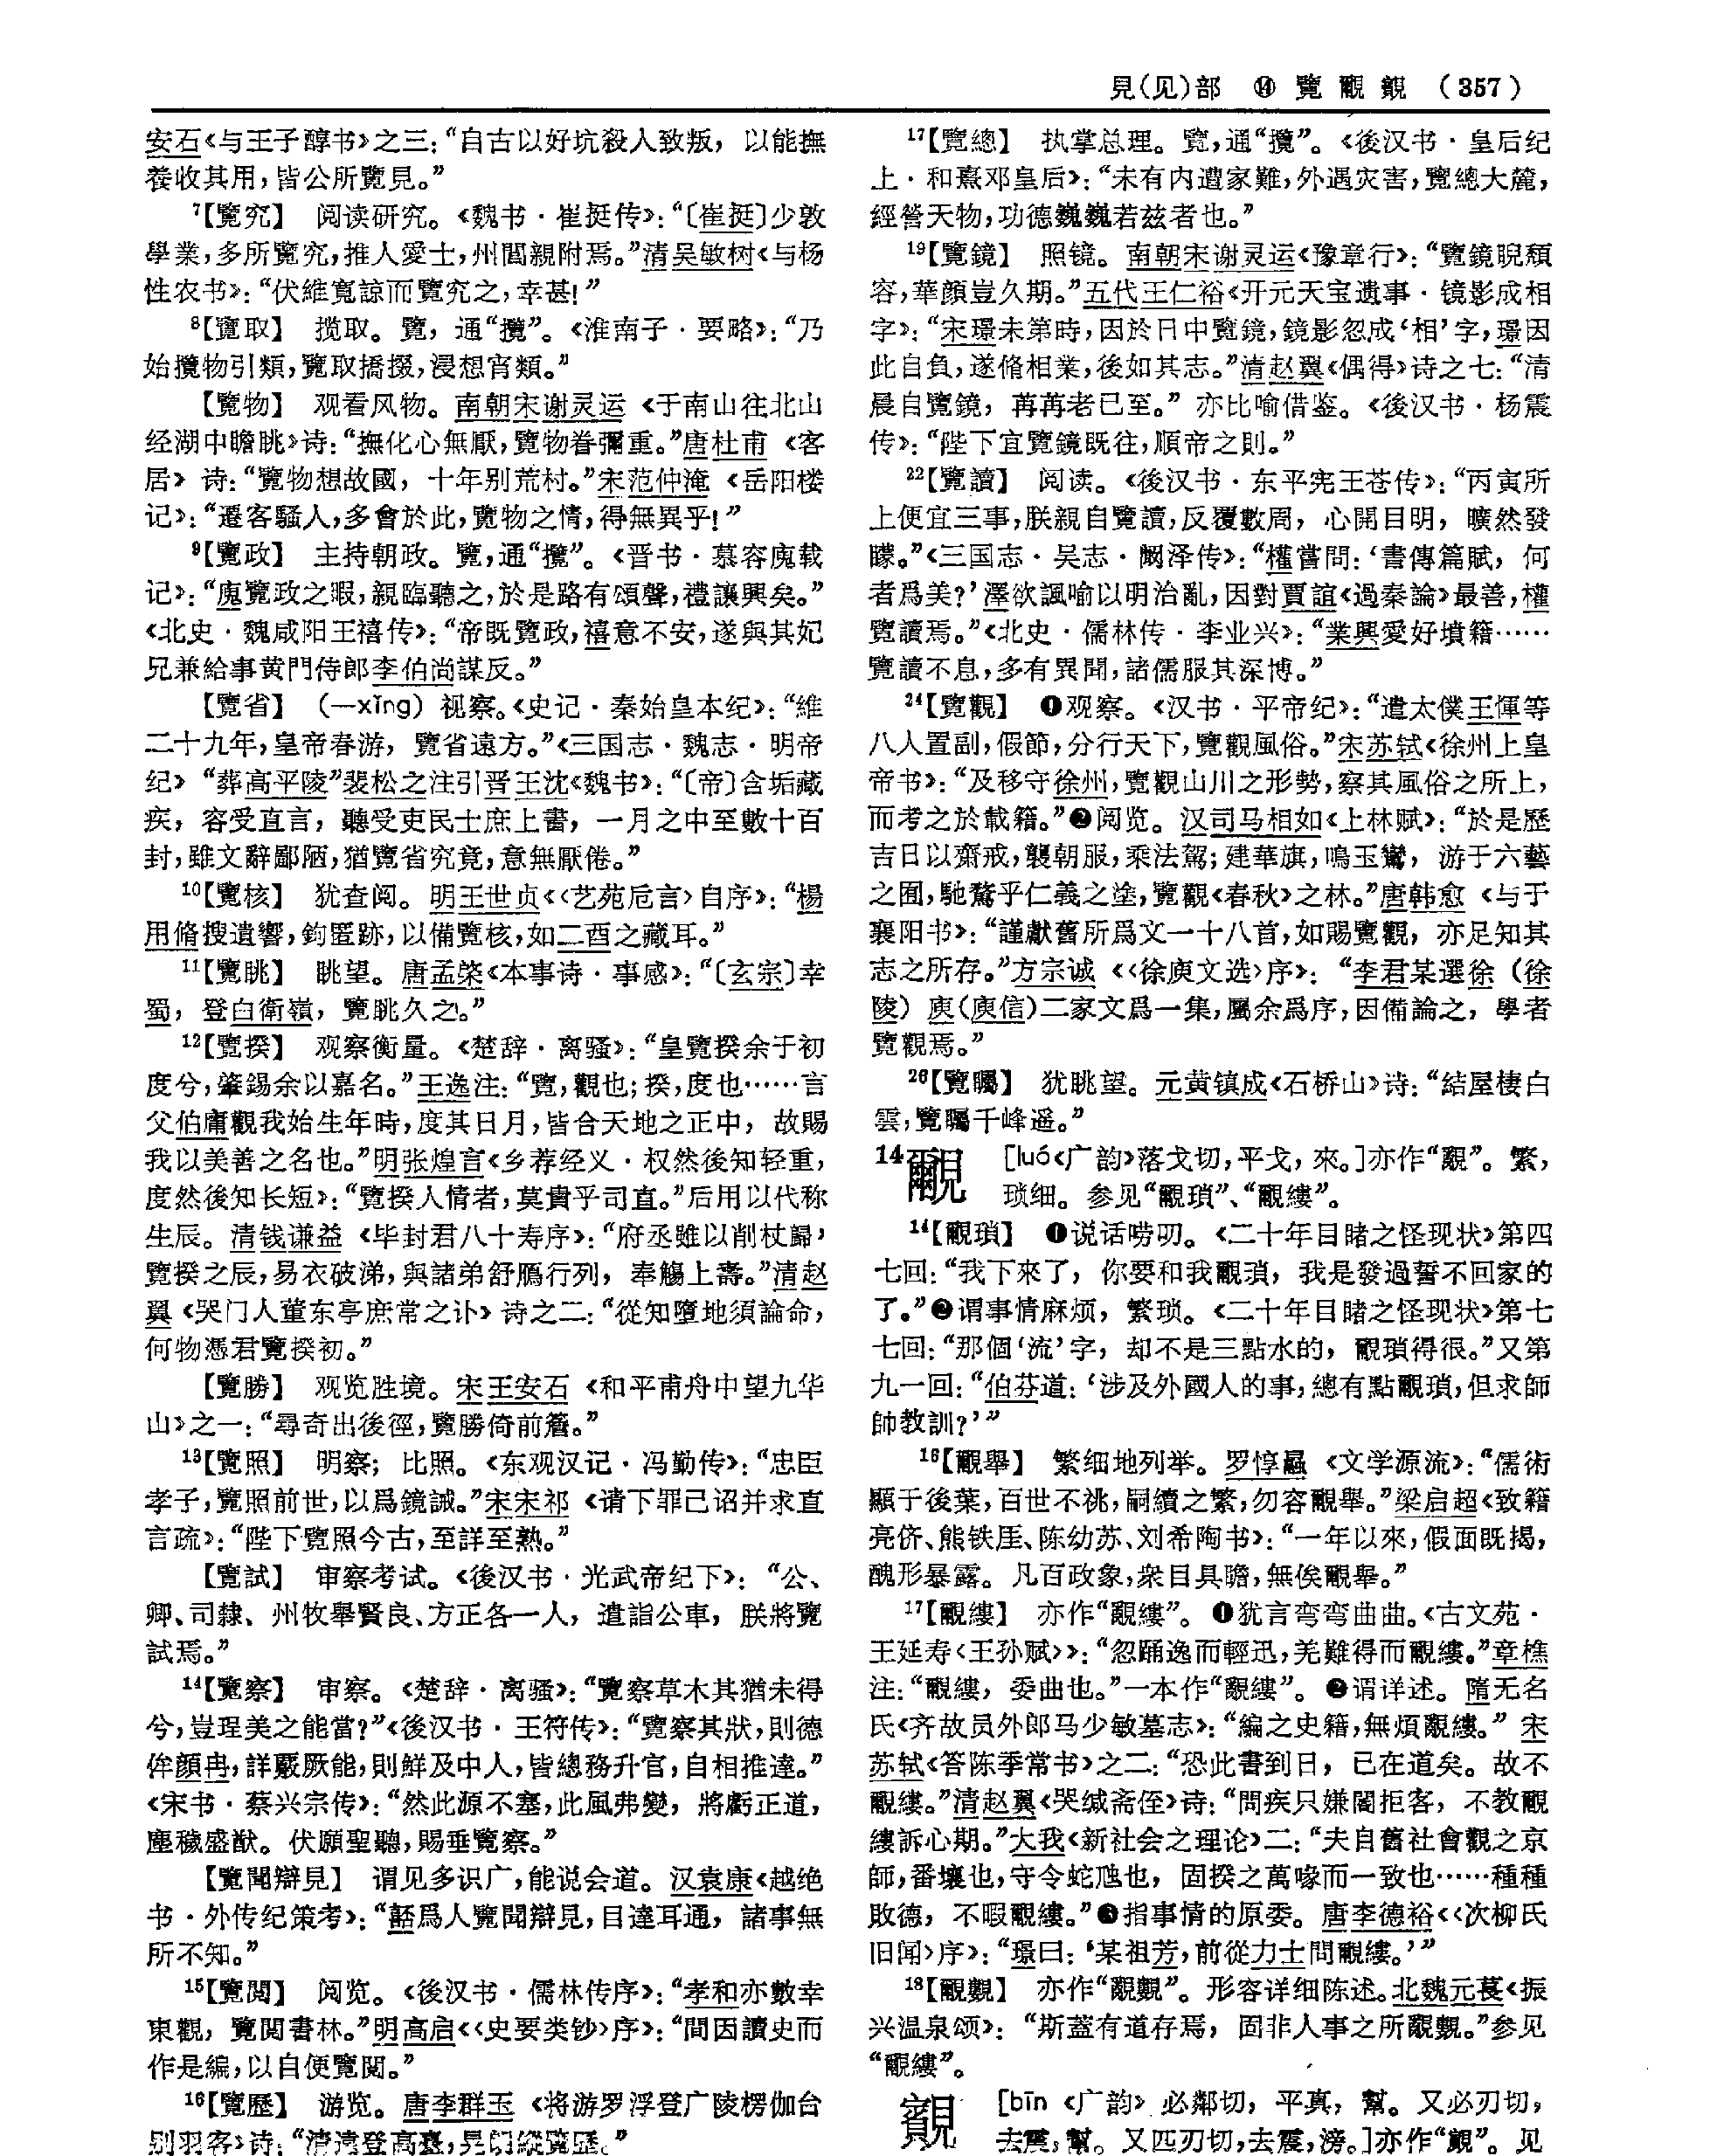 見(见)部 ⑭ 覽 覶 覿 (357)
安石《与王子醇书》之三：“自古以好坑殺人致叛，以能撫
養收其用，皆公所覽見。”
7【覽究】 阅读研究。《魏书·崔挺传》：“〔崔挺〕少敦
學業，多所覽究，推人愛士，州閭親附焉。”清吴敏树《与杨
性农书》：“伏維寬諒而覽究之，幸甚！”
8【覽取】 揽取。覽，通“攬”。《淮南子·要略》：“乃
始攬物引類，覽取撟掇，浸想宵類。”
【覽物】 观看风物。南朝宋谢灵运《于南山往北山
经湖中瞻眺》诗：“撫化心無厭，覽物眷彌重。”唐杜甫《客
居》诗：“覽物想故國，十年别荒村。”宋范仲淹《岳阳楼
记》：“遷客騷人，多會於此，覽物之情，得無異乎！”
9【覽政】 主持朝政。覽，通“攬”。《晋书·慕容廆载
记》：“廆覽政之暇，親臨聽之，於是路有頌聲，禮讓興矣。”
《北史·魏咸阳王禧传》：“帝既覽政，禧意不安，遂與其妃
兄兼給事黄門侍郎李伯尚謀反。”
【覽省】 （—xǐng）视察。《史记·秦始皇本纪》：“維
二十九年，皇帝春游，覽省遠方。”《三国志·魏志·明帝
纪》“葬高平陵”裴松之注引晋王沈《魏书》：“〔帝〕含垢藏
疾，容受直言，聽受吏民士庶上書，一月之中至數十百
封，雖文辭鄙陋，猶覽省究竟，意無厭倦。”
10【覽核】 犹查阅。明王世贞《〈艺苑卮言〉自序》：“楊
用脩搜遺響，鉤匿跡，以備覽核，如二酉之藏耳。”
11【覽眺】 眺望。唐孟棨《本事诗·事感》：“〔玄宗〕幸
蜀，登白衛嶺，覽眺久之。”
12【覽揆】 观察衡量。《楚辞·离骚》：“皇覽揆余于初
度兮，肇錫余以嘉名。”王逸注：“覽，觀也；揆，度也……言
父伯庸觀我始生年時，度其日月，皆合天地之正中，故賜
我以美善之名也。”明张煌言《乡荐经义·权然後知轻重，
度然後知长短》：“覽揆人情者，莫貴乎司直。”后用以代称
生辰。清钱谦益《毕封君八十寿序》：“府丞雖以削杖歸，
覽揆之辰，易衣破涕，與諸弟舒鴈行列，奉觴上壽。”清赵
翼《哭门人董东亭庶常之讣》诗之二：“從知墮地須論命，
何物憑君覽揆初。”
【覽勝】 观览胜境。宋王安石《和平甫舟中望九华
山》之一：“尋奇出後徑，覽勝倚前簷。”
13【覽照】 明察；比照。《东观汉记·冯勤传》：“忠臣
孝子，覽照前世，以爲鏡誡。”宋宋祁《请下罪己诏并求直
言疏》：“陛下覽照今古，至詳至熟。”
【覽試】 审察考试。《後汉书·光武帝纪下》：“公、
卿、司隸、州牧舉賢良、方正各一人，遣詣公車，朕將覽
試焉。”
14【覽察】 审察。《楚辞·离骚》：“覽察草木其猶未得
兮，豈珵美之能當？”《後汉书·王符传》：“覽察其狀，則德
侔顔冉，詳覈厥能，則鮮及中人，皆總務升官，自相推達。”
《宋书·蔡兴宗传》：“然此源不塞，此風弗變，將虧正道，
塵穢盛猷。伏願聖聽，賜垂覽察。”
【覽聞辯見】 谓见多识广，能说会道。汉袁康《越绝
书·外传纪策考》：“嚭爲人覽聞辯見，目達耳通，諸事無
所不知。”
15【覽閲】 阅览。《後汉书·儒林传序》：“孝和亦數幸
東觀，覽閲書林。”明高启《〈史要类钞〉序》：“間因讀史而
作是編，以自便覽閲。”
16【覽歷】 游览。唐李群玉《将游罗浮登广陵楞伽台
别羽客》诗：“清遠登高臺，晃朗縱覽歷。”
17【覽總】 执掌总理。覽，通“攬”。《後汉书·皇后纪
上·和熹邓皇后》：“未有内遭家難，外遇灾害，覽總大麓，
經營天物，功德巍巍若兹者也。”
19【覽鏡】 照镜。南朝宋谢灵运《豫章行》：“覽鏡睨頹
容，華顔豈久期。”五代王仁裕《开元天宝遗事·镜影成相
字》：“宋璟未第時，因於日中覽鏡，鏡影忽成‘相’字，璟因
此自負，遂脩相業，後如其志。”清赵翼《偶得》诗之七：“清
晨自覽鏡，苒苒老已至。”亦比喻借鉴。《後汉书·杨震
传》：“陛下宜覽鏡既往，順帝之則。”
22【覽讀】 阅读。《後汉书·东平宪王苍传》：“丙寅所
上便宜三事，朕親自覽讀，反覆數周，心開目明，曠然發
矇。”《三国志·吴志·阚泽传》：“權嘗問：‘書傳篇賦，何
者爲美？’澤欲諷喻以明治亂，因對賈誼《過秦論》最善，權
覽讀焉。”《北史·儒林传·李业兴》：“業興愛好墳籍……
覽讀不息，多有異聞，諸儒服其深博。”
24【覽觀】 ❶观察。《汉书·平帝纪》：“遣太僕王惲等
八人置副，假節，分行天下，覽觀風俗。”宋苏轼《徐州上皇
帝书》：“及移守徐州，覽觀山川之形勢，察其風俗之所上，
而考之於載籍。”❷阅览。汉司马相如《上林赋》：“於是歷
吉日以齋戒，襲朝服，乘法駕；建華旗，鳴玉鸞，游于六藝
之囿，馳騖乎仁義之塗，覽觀《春秋》之林。”唐韩愈《与于
襄阳书》：“謹獻舊所爲文一十八首，如賜覽觀，亦足知其
志之所存。”方宗诚《〈徐庾文选〉序》：“李君某選徐（徐
陵）庾（庾信）二家文爲一集，屬余爲序，因備論之，學者
覽觀焉。”
26【覽矚】 犹眺望。元黄镇成《石桥山》诗：“結屋棲白
雲，覽矚千峰遥。”
14覶 [luó《广韵》落戈切，平戈，來。]亦作“覼”。繁，
琐细。参见“覶瑣”、“覶縷”。
14【覶瑣】 ❶说话唠叨。《二十年目睹之怪现状》第四
七回：“我下來了，你要和我覶瑣，我是發過誓不回家的
了。”❷谓事情麻烦，繁琐。《二十年目睹之怪现状》第七
七回：“那個‘流’字，却不是三點水的，覶瑣得很。”又第
九一回：“伯芬道：‘涉及外國人的事，總有點覶瑣，但求師
帥教訓？’”
16【覶舉】 繁细地列举。罗惇曧《文学源流》：“儒術
顯于後葉，百世不祧，嗣續之繁，勿容覶舉。”梁启超《致籍
亮侪、熊铁厓、陈幼苏、刘希陶书》：“一年以來，假面既揭，
醜形暴露。凡百政象，衆目具瞻，無俟覶舉。”
17【覶縷】 亦作“覼縷”。❶犹言弯弯曲曲。《古文苑·
王延寿〈王孙赋〉》：“忽踊逸而輕迅，羌難得而覶縷。”章樵
注：“覶縷，委曲也。”一本作“覼縷”。❷谓详述。隋无名
氏《齐故员外郎马少敏墓志》：“編之史籍，無煩覼縷。”宋
苏轼《答陈季常书》之二：“恐此書到日，已在道矣。故不
覶縷。”清赵翼《哭缄斋侄》诗：“問疾只嫌閽拒客，不教覶
縷訴心期。”大我《新社会之理论》二：“夫自舊社會觀之京
師，番壤也，守令蛇虺也，固揆之萬喙而一致也……種種
敗德，不暇覶縷。”❸指事情的原委。唐李德裕《〈次柳氏
旧闻〉序》：“璟曰：‘某祖芳，前從力士問覶縷。’”
18【覶覼】 亦作“覼覼”。形容详细陈述。北魏元苌《振
兴温泉颂》：“斯蓋有道存焉，固非人事之所覼覼。”参见
“覶縷”。
覿 [bīn《广韵》必鄰切，平真，幫。又必刃切，
去震，幫。又匹刃切，去震，滂。]亦作“覿”。见